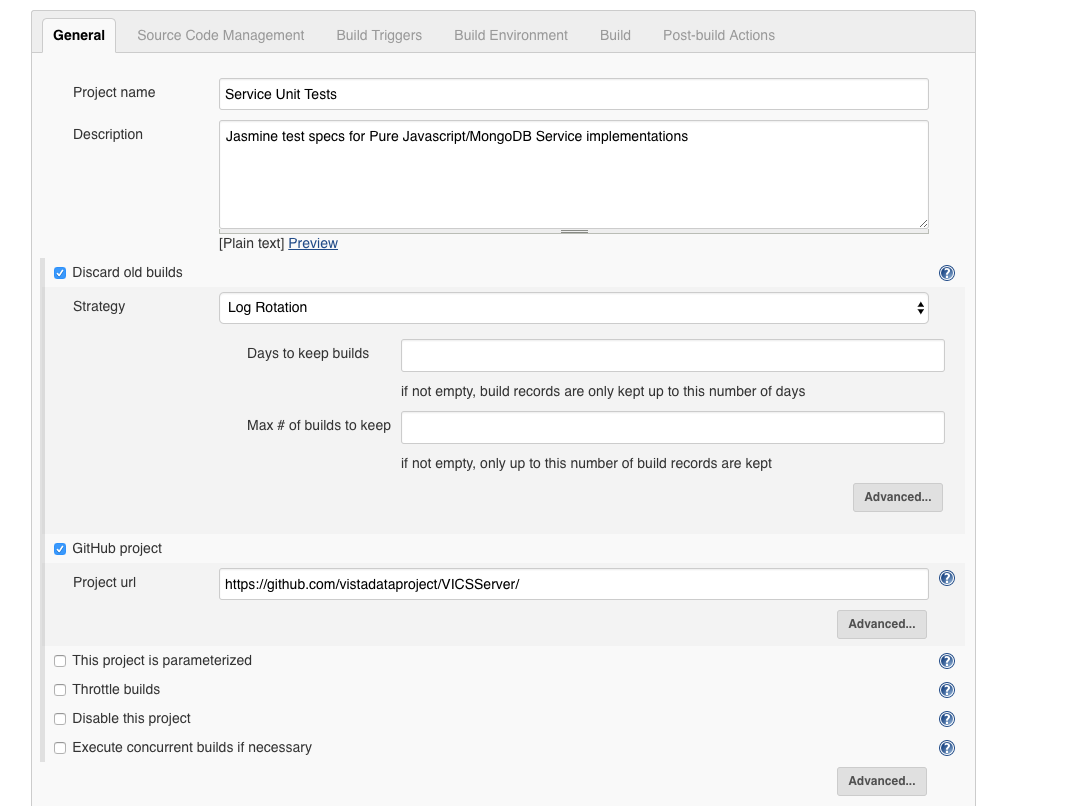 General Source Code Management Build Triggers Build Environment Build Post-build Actions
Project name Service Unit Tests
Description Jasmine test specs for Pure Javascript/MongoDB Service implementations
[Plain text] Preview
Discard old builds
Strategy Log Rotation
Days to keep builds
if not empty, build records are only kept up to this number of days
Max # of builds to keep
if not empty, only up to this number of build records are kept
Advanced...
GitHub project
Project url https://github.com/vistadataproject/VICSServer/
Advanced...
This project is parameterized
Throttle builds
Disable this project
Execute concurrent builds if necessary
Advanced...